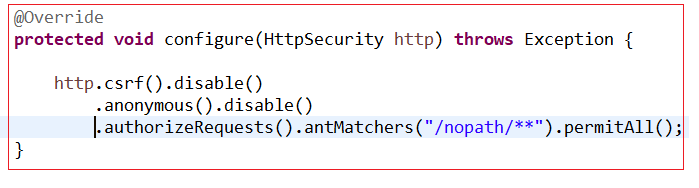 @Override
protected void configure(HttpSecurity http) throws Exception {
http.csrf().disable()
.anonymous().disable()
.authorizeRequests().antMatchers("/nopath/**").permitAll();
}